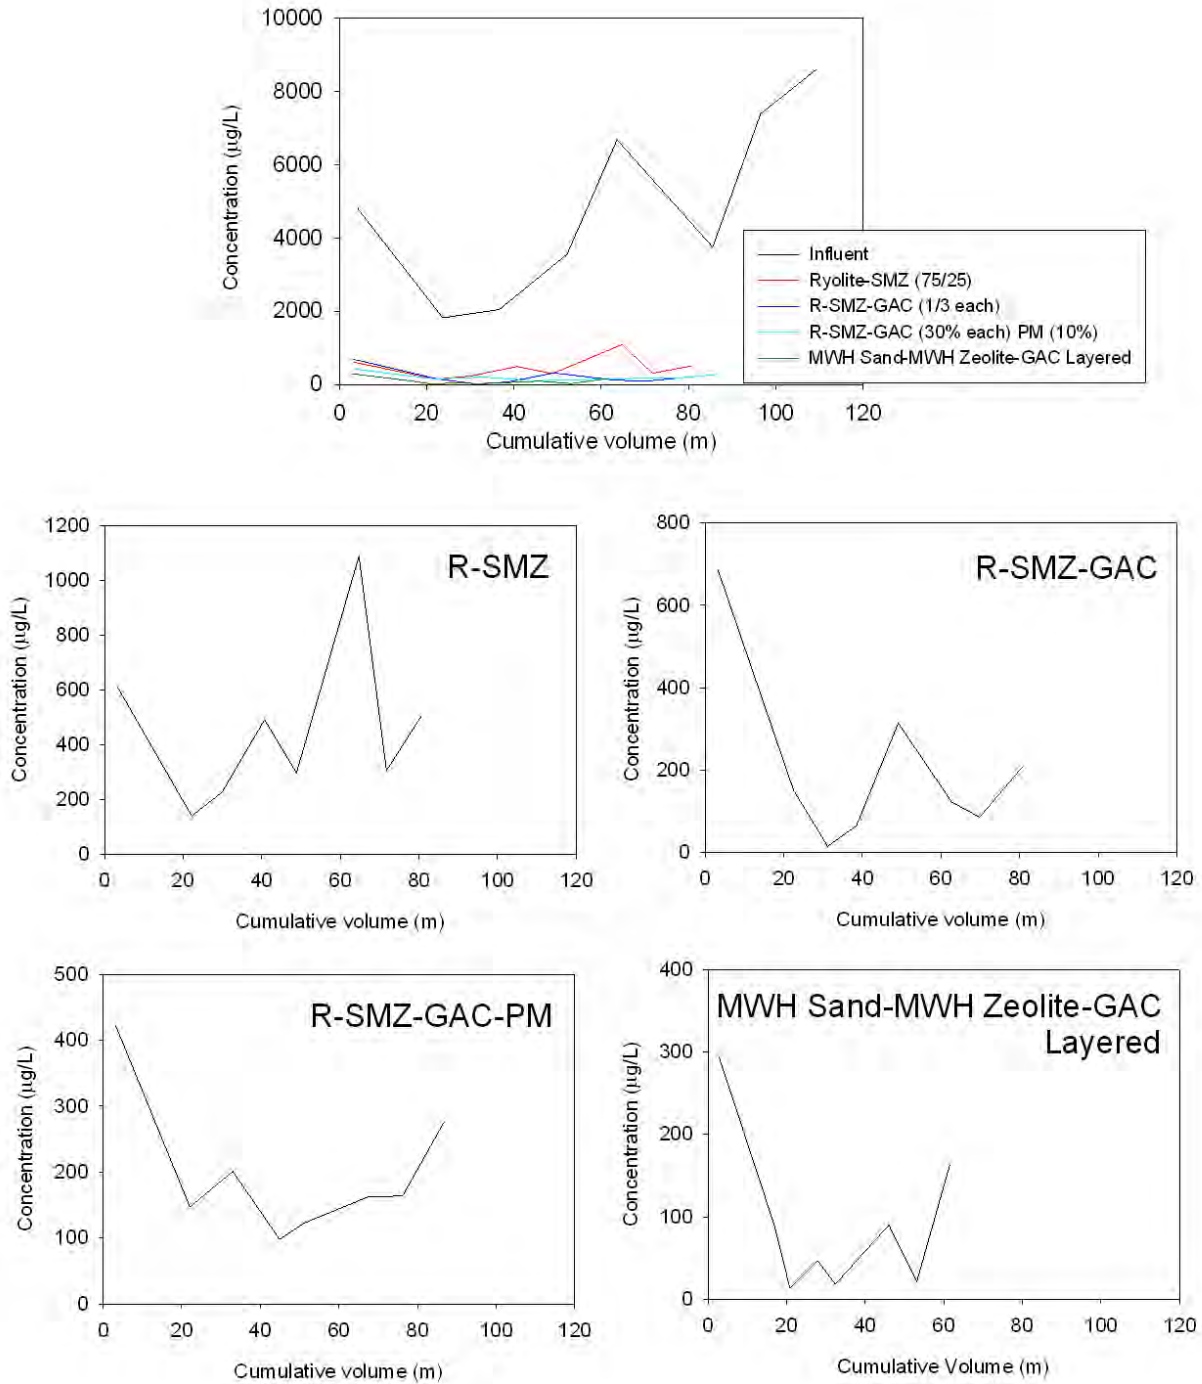 10000
8000
6000
4000
2000
0
Concentration (µg/L)
0 20 40 60 80 100 120
Cumulative volume (m)
Influent
Ryolite-SMZ (75/25)
R-SMZ-GAC (1/3 each)
R-SMZ-GAC (30% each) PM (10%)
MWH Sand-MWH Zeolite-GAC Layered
R-SMZ
1200
1000
800
600
400
200
0
Concentration (µg/L)
0 20 40 60 80 100 120
Cumulative volume (m)
R-SMZ-GAC
800
600
400
200
0
Concentration (µg/L)
0 20 40 60 80 100 120
Cumulative volume (m)
R-SMZ-GAC-PM
500
400
300
200
100
0
Concentration (µg/L)
0 20 40 60 80 100 120
Cumulative volume (m)
MWH Sand-MWH Zeolite-GAC
Layered
400
300
200
100
0
Concentration (µg/L)
0 20 40 60 80 100 120
Cumulative Volume (m)